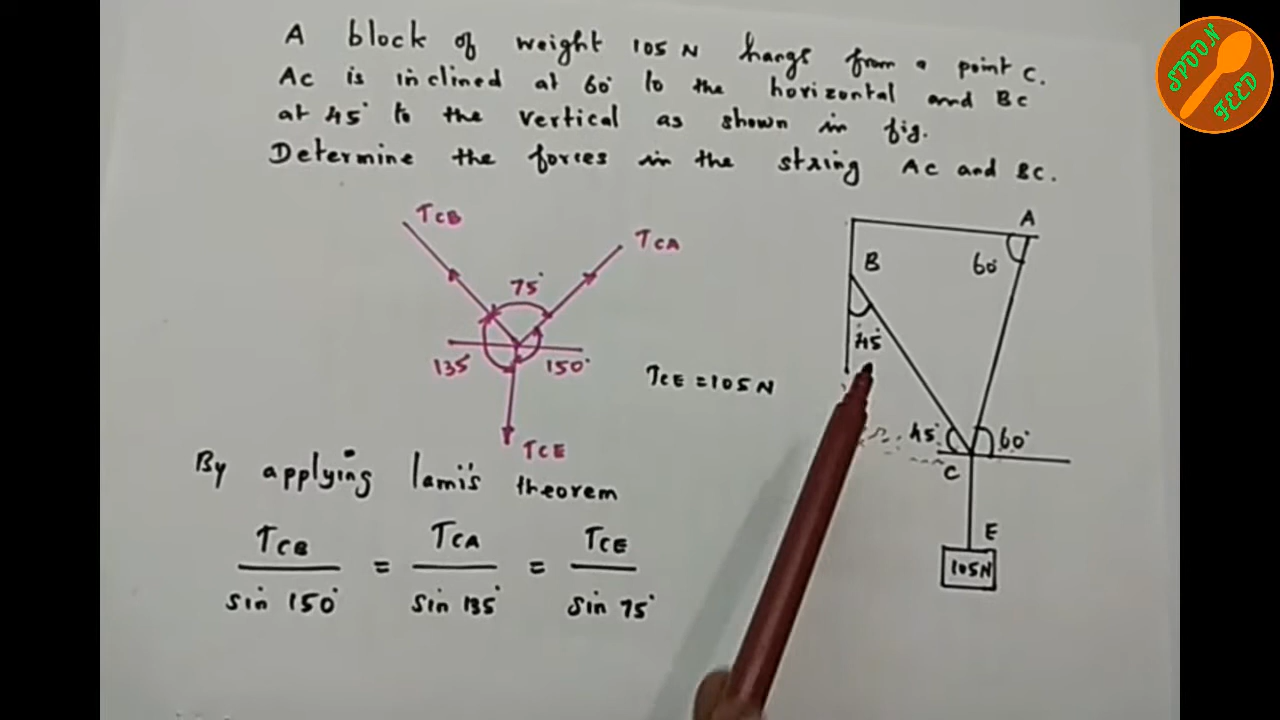 A block of weight 105 N hangs from a point C.
AC is inclined at 60° to the horizontal and BC
at 45° to the vertical as shown in fig.
Determine the forces in the string AC and BC.
TCB
TCA
75°
135
150°
TCE = 105 N
TCE
By applying lami's theorem
TCB / sin 150° = TCA / sin 135° = TCE / sin 75°
A
B
60°
45°
45°
60°
C
E
105N
SPOON
FEED